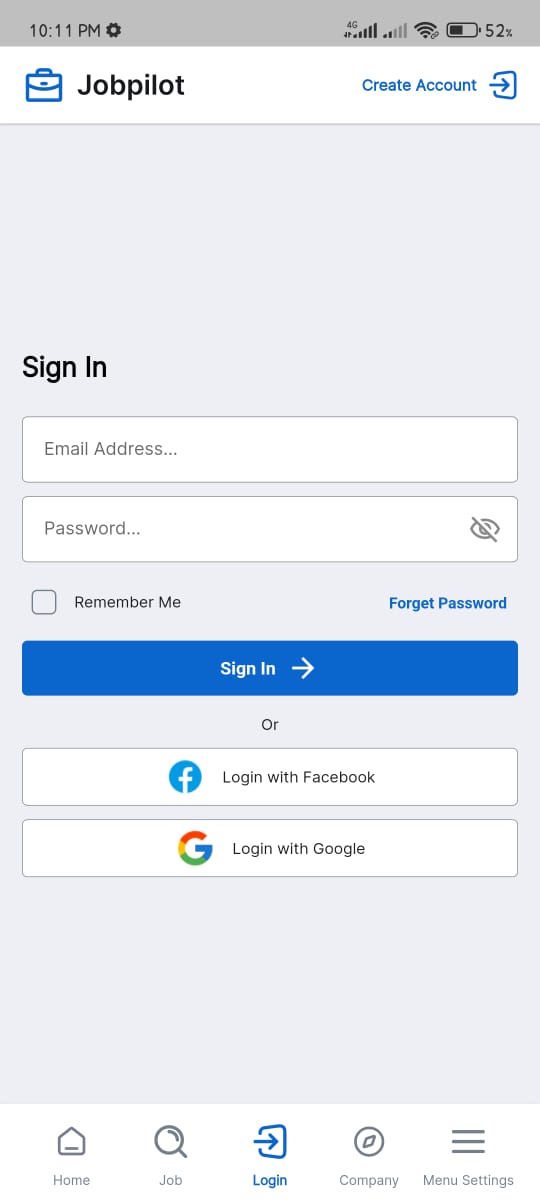 10:11 PM 4G 52%
Jobpilot Create Account
Sign In
Email Address...
Password...
Remember Me Forget Password
Sign In
Or
Login with Facebook
Login with Google
Home Job Login Company Menu Settings